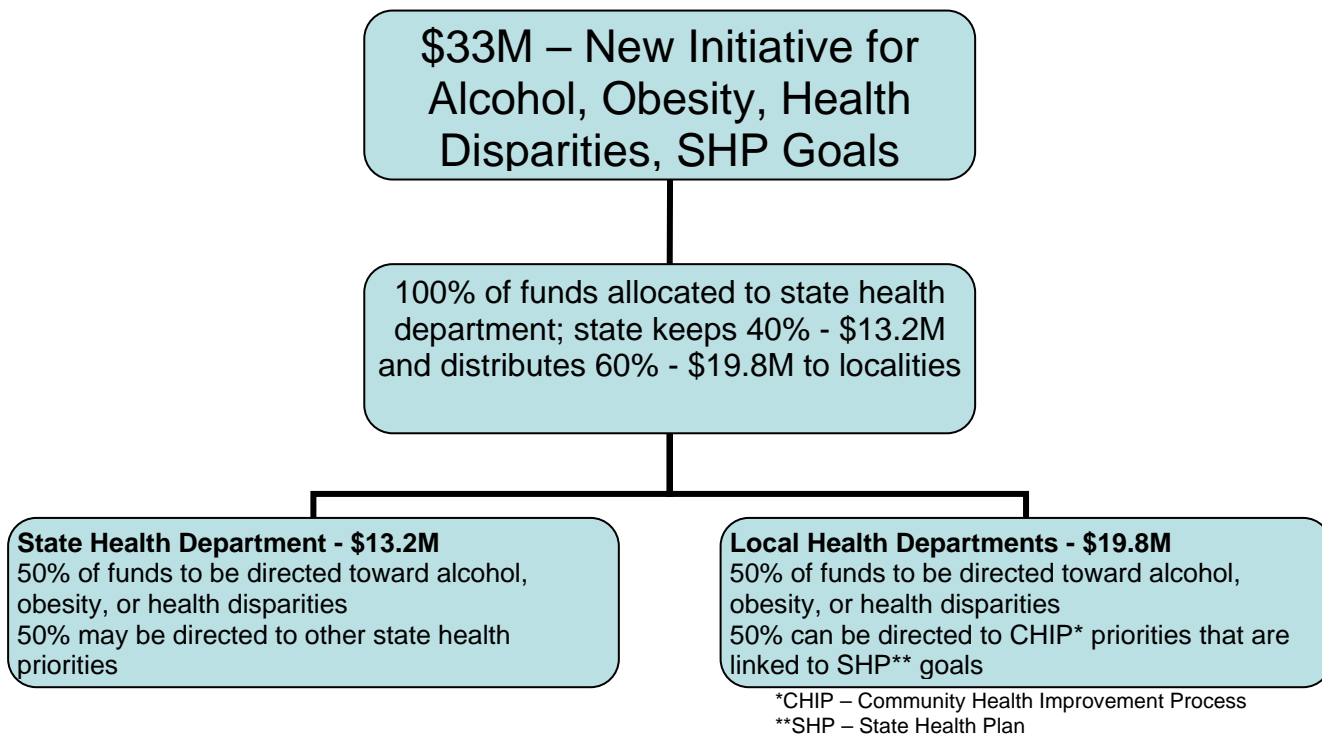 $33M – New Initiative for
Alcohol, Obesity, Health
Disparities, SHP Goals
100% of funds allocated to state health
department; state keeps 40% - $13.2M
and distributes 60% - $19.8M to localities
State Health Department - $13.2M
50% of funds to be directed toward alcohol,
obesity, or health disparities
50% may be directed to other state health
priorities
Local Health Departments - $19.8M
50% of funds to be directed toward alcohol,
obesity, or health disparities
50% can be directed to CHIP* priorities that are
linked to SHP** goals
*CHIP – Community Health Improvement Process
**SHP – State Health Plan